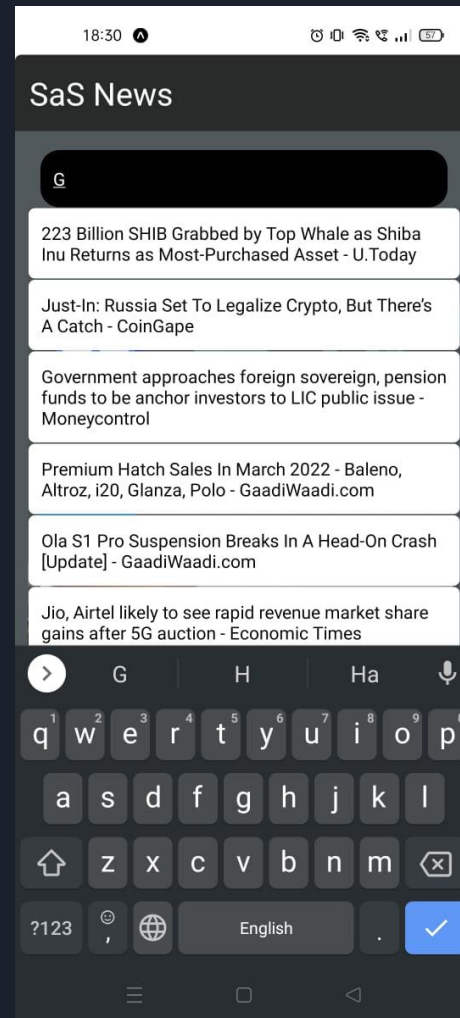 18:30
57
SaS News
G
223 Billion SHIB Grabbed by Top Whale as Shiba
Inu Returns as Most-Purchased Asset - U.Today
Just-In: Russia Set To Legalize Crypto, But There's
A Catch - CoinGape
Government approaches foreign sovereign, pension
funds to be anchor investors to LIC public issue -
Moneycontrol
Premium Hatch Sales In March 2022 - Baleno,
Altroz, i20, Glanza, Polo - GaadiWaadi.com
Ola S1 Pro Suspension Breaks In A Head-On Crash
[Update] - GaadiWaadi.com
Jio, Airtel likely to see rapid revenue market share
gains after 5G auction - Economic Times
G H Ha
1 2 3 4 5 6 7 8 9
q w e r t y u i o p
a s d f g h j k l
z x c v b n m
?123 , English .